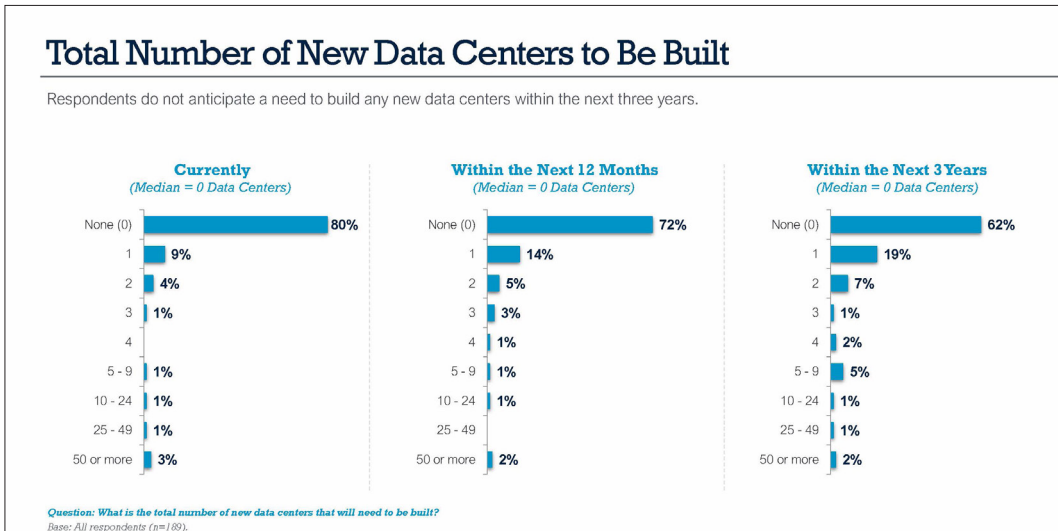 Total Number of New Data Centers to Be Built
Respondents do not anticipate a need to build any new data centers within the next three years.
Currently
(Median = 0 Data Centers)
None (0) 80%
1 9%
2 4%
3 1%
4
5 - 9 1%
10 - 24 1%
25 - 49 1%
50 or more 3%
Within the Next 12 Months
(Median = 0 Data Centers)
None (0) 72%
1 14%
2 5%
3 3%
4 1%
5 - 9 1%
10 - 24 1%
25 - 49
50 or more 2%
Within the Next 3 Years
(Median = 0 Data Centers)
None (0) 62%
1 19%
2 7%
3 1%
4 2%
5 - 9 5%
10 - 24 1%
25 - 49 1%
50 or more 2%
Question: What is the total number of new data centers that will need to be built?
Base: All respondents (n=189).